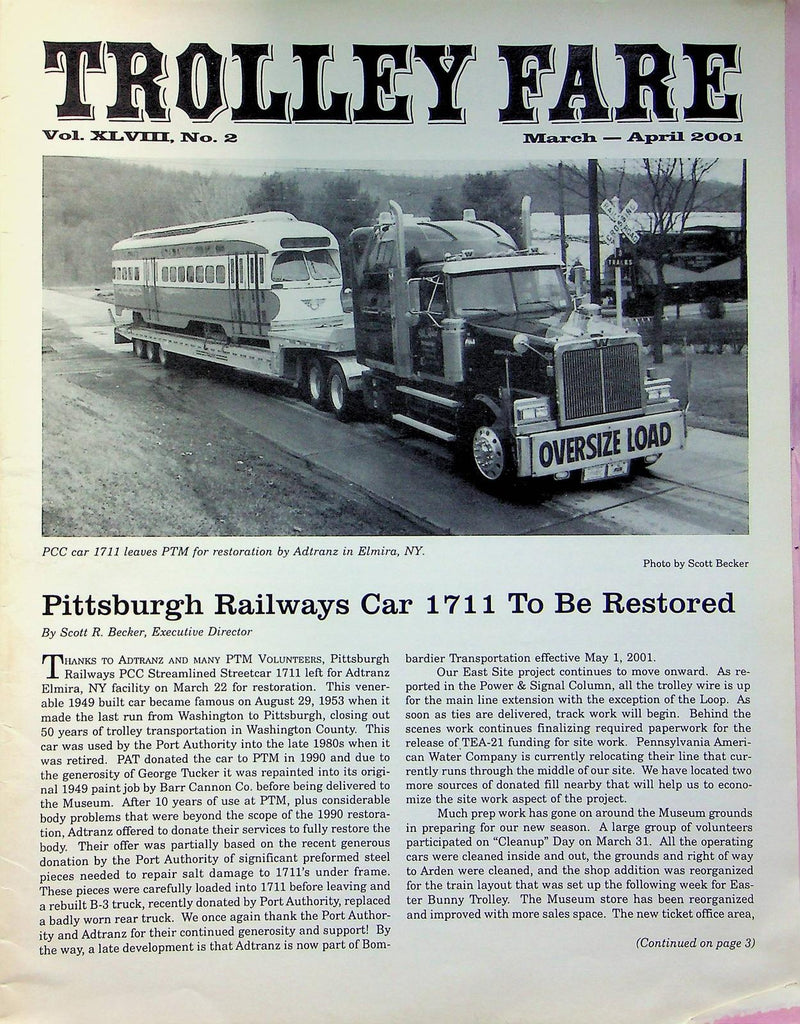 TROLLEY FARE
Vol. XLVIII, No. 2
March — April 2001
TRACKS
W
OVERSIZE LOAD
PCC car 1711 leaves PTM for restoration by Adtranz in Elmira, NY.
Photo by Scott Becker
Pittsburgh Railways Car 1711 To Be Restored
By Scott R. Becker, Executive Director
THANKS TO ADTRANZ AND MANY PTM VOLUNTEERS, Pittsburgh
Railways PCC Streamlined Streetcar 1711 left for Adtranz
Elmira, NY facility on March 22 for restoration. This vener-
able 1949 built car became famous on August 29, 1953 when it
made the last run from Washington to Pittsburgh, closing out
50 years of trolley transportation in Washington County. This
car was used by the Port Authority into the late 1980s when it
was retired. PAT donated the car to PTM in 1990 and due to
the generosity of George Tucker it was repainted into its origi-
nal 1949 paint job by Barr Cannon Co. before being delivered to
the Museum. After 10 years of use at PTM, plus considerable
body problems that were beyond the scope of the 1990 restora-
tion, Adtranz offered to donate their services to fully restore the
body. Their offer was partially based on the recent generous
donation by the Port Authority of significant preformed steel
pieces needed to repair salt damage to 1711's under frame.
These pieces were carefully loaded into 1711 before leaving and
a rebuilt B-3 truck, recently donated by Port Authority, replaced
a badly worn rear truck. We once again thank the Port Author-
ity and Adtranz for their continued generosity and support! By
the way, a late development is that Adtranz is now part of Bom-
bardier Transportation effective May 1, 2001.
Our East Site project continues to move onward. As re-
ported in the Power & Signal Column, all the trolley wire is up
for the main line extension with the exception of the Loop. As
soon as ties are delivered, track work will begin. Behind the
scenes work continues finalizing required paperwork for the
release of TEA-21 funding for site work. Pennsylvania Ameri-
can Water Company is currently relocating their line that cur-
rently runs through the middle of our site. We have located two
more sources of donated fill nearby that will help us to econo-
mize the site work aspect of the project.
Much prep work has gone on around the Museum grounds
in preparing for our new season. A large group of volunteers
participated on “Cleanup” Day on March 31. All the operating
cars were cleaned inside and out, the grounds and right of way
to Arden were cleaned, and the shop addition was reorganized
for the train layout that was set up the following week for Eas-
ter Bunny Trolley. The Museum store has been reorganized
and improved with more sales space. The new ticket office area,
(Continued on page 3)